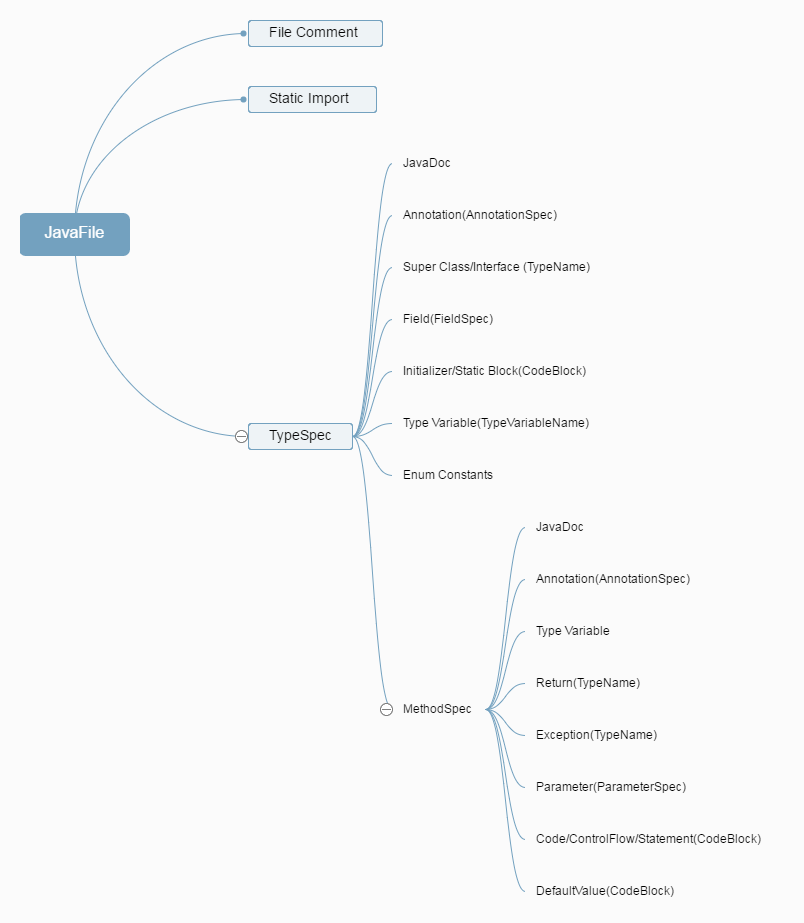 File Comment
Static Import
JavaFile
JavaDoc
Annotation(AnnotationSpec)
Super Class/Interface (TypeName)
Field(FieldSpec)
Initializer/Static Block(CodeBlock)
Type Variable(TypeVariableName)
TypeSpec
Enum Constants
JavaDoc
Annotation(AnnotationSpec)
Type Variable
Return(TypeName)
MethodSpec
Exception(TypeName)
Parameter(ParameterSpec)
Code/ControlFlow/Statement(CodeBlock)
DefaultValue(CodeBlock)